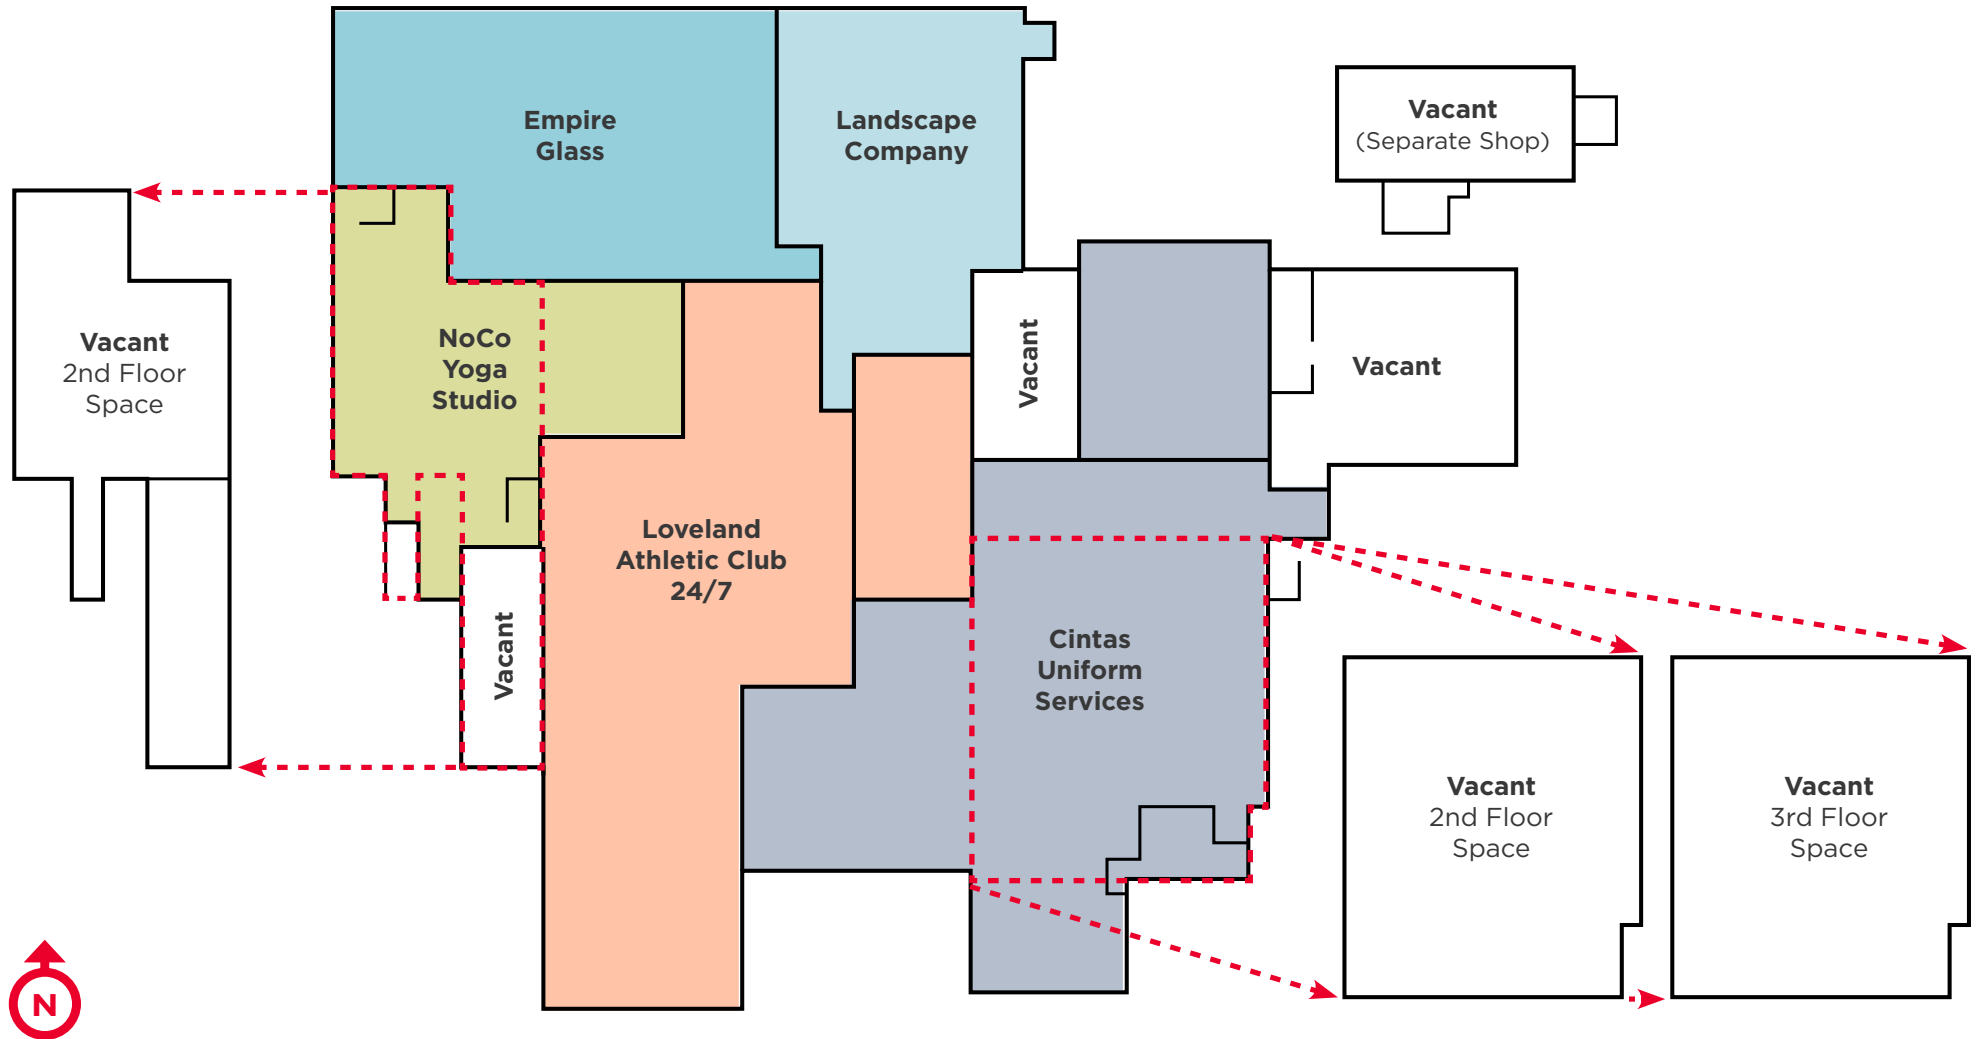 Empire
Glass
Landscape
Company
Vacant
(Separate Shop)
Vacant
2nd Floor
Space
NoCo
Yoga
Studio
Vacant
Vacant
Loveland
Athletic Club
24/7
Vacant
Cintas
Uniform
Services
Vacant
2nd Floor
Space
Vacant
3rd Floor
Space
N